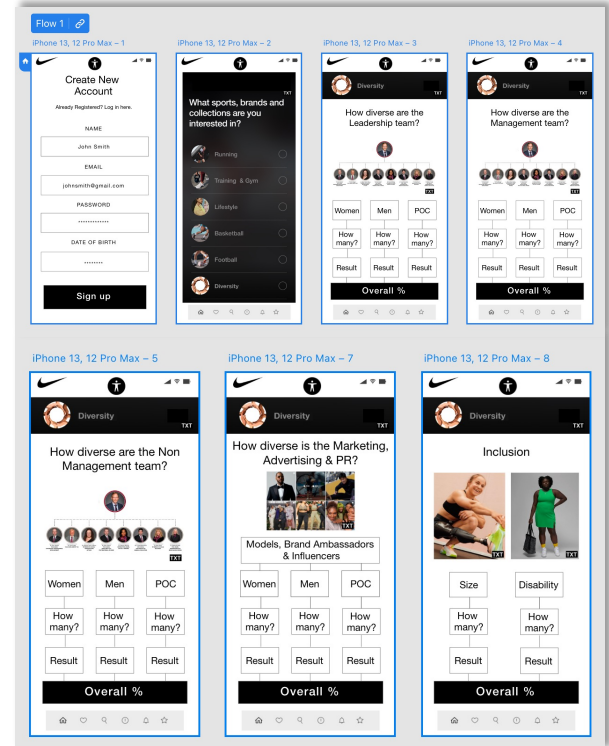 Flow 1
iPhone 13, 12 Pro Max – 1
iPhone 13, 12 Pro Max – 2
iPhone 13, 12 Pro Max – 3
iPhone 13, 12 Pro Max – 4
Create New
Account
Already Registered? Log in here.
NAME
John Smith
EMAIL
johnsmith@gmail.com
PASSWORD
DATE OF BIRTH
Sign up
TXT
What sports, brands and
collections are you
interested in?
Running
Training & Gym
Lifestyle
Basketball
Football
Diversity
Diversity
TXT
How diverse are the
Leadership team?
TXT
Women Men POC
How How How
many? many? many?
Result Result Result
Overall %
Diversity
TXT
How diverse are the
Management team?
TXT
Women Men POC
How How How
many? many? many?
Result Result Result
Overall %
iPhone 13, 12 Pro Max – 5
iPhone 13, 12 Pro Max – 7
iPhone 13, 12 Pro Max – 8
Diversity
TXT
How diverse are the Non
Management team?
TXT
Women Men POC
How How How
many? many? many?
Result Result Result
Overall %
Diversity
TXT
How diverse is the Marketing,
Advertising & PR?
TXT
Models, Brand Ambassadors
& Influencers
Women Men POC
How How How
many? many? many?
Result Result Result
Overall %
Diversity
TXT
Inclusion
TXT
TXT
Size Disability
How How
many? many?
Result Result
Overall %